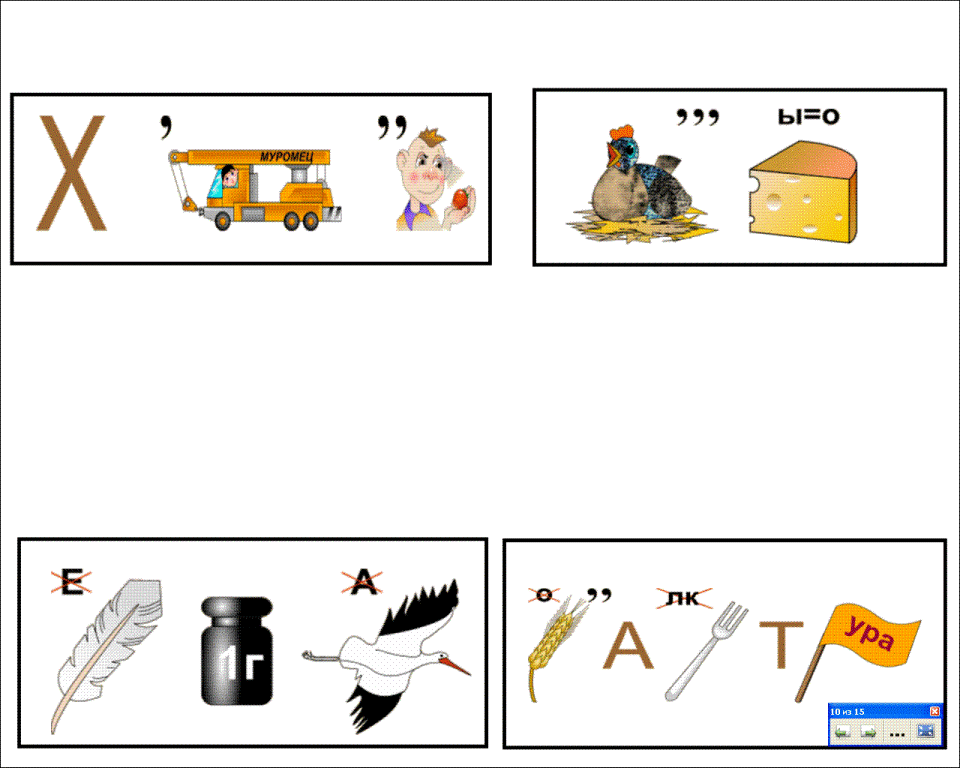 Х , МУРОМЕЦ ,,
,,, ы=о
Е 1г А
о ,, А лк Т ура
10 из 15
...